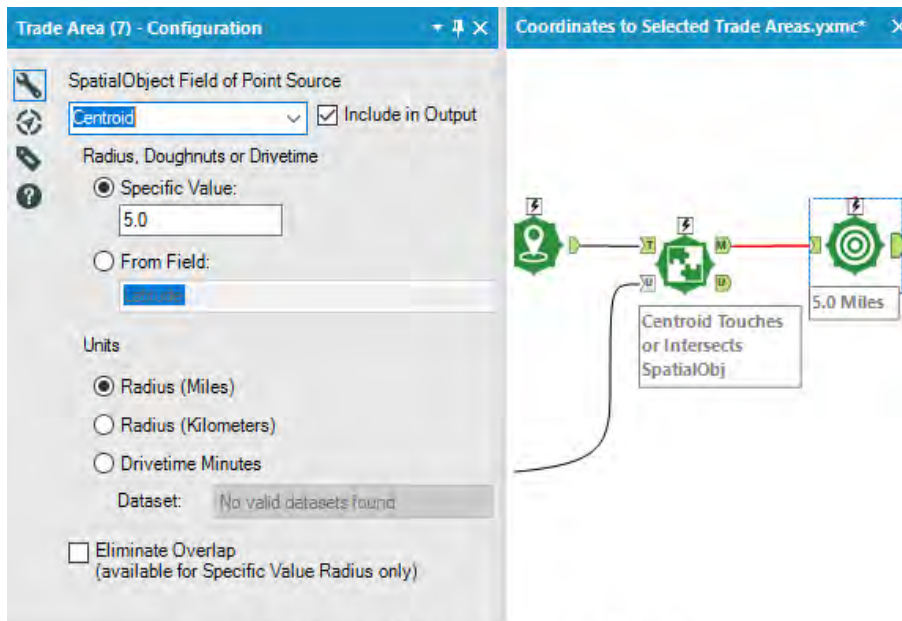 Trade Area (7) - Configuration
Coordinates to Selected Trade Areas.yxmc*
SpatialObject Field of Point Source
Centroid
Include in Output
Radius, Doughnuts or Drivetime
Specific Value:
5.0
From Field:
Units
Radius (Miles)
Radius (Kilometers)
Drivetime Minutes
Dataset: No valid datasets found
Eliminate Overlap
(available for Specific Value Radius only)
T
M
U
U
Centroid Touches
or Intersects
SpatialObj
5.0 Miles